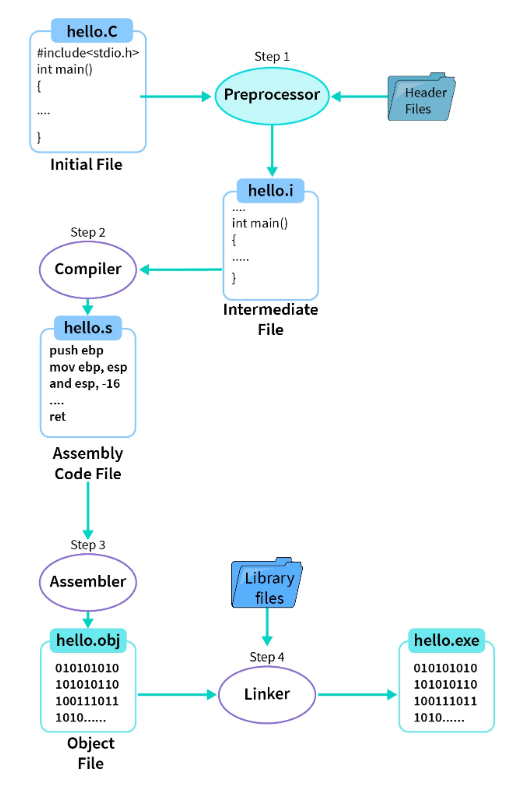 hello.C
#include<stdio.h>
int main()
{
....
}
Initial File
Step 1
Preprocessor
Header
Files
hello.i
....
int main()
{
.....
}
Intermediate
File
Step 2
Compiler
hello.s
push ebp
mov ebp, esp
and esp, -16
....
ret
Assembly
Code File
Step 3
Assembler
hello.obj
010101010
101010110
100111011
1010......
Object
File
Library
files
Step 4
Linker
hello.exe
010101010
101010110
100111011
1010......